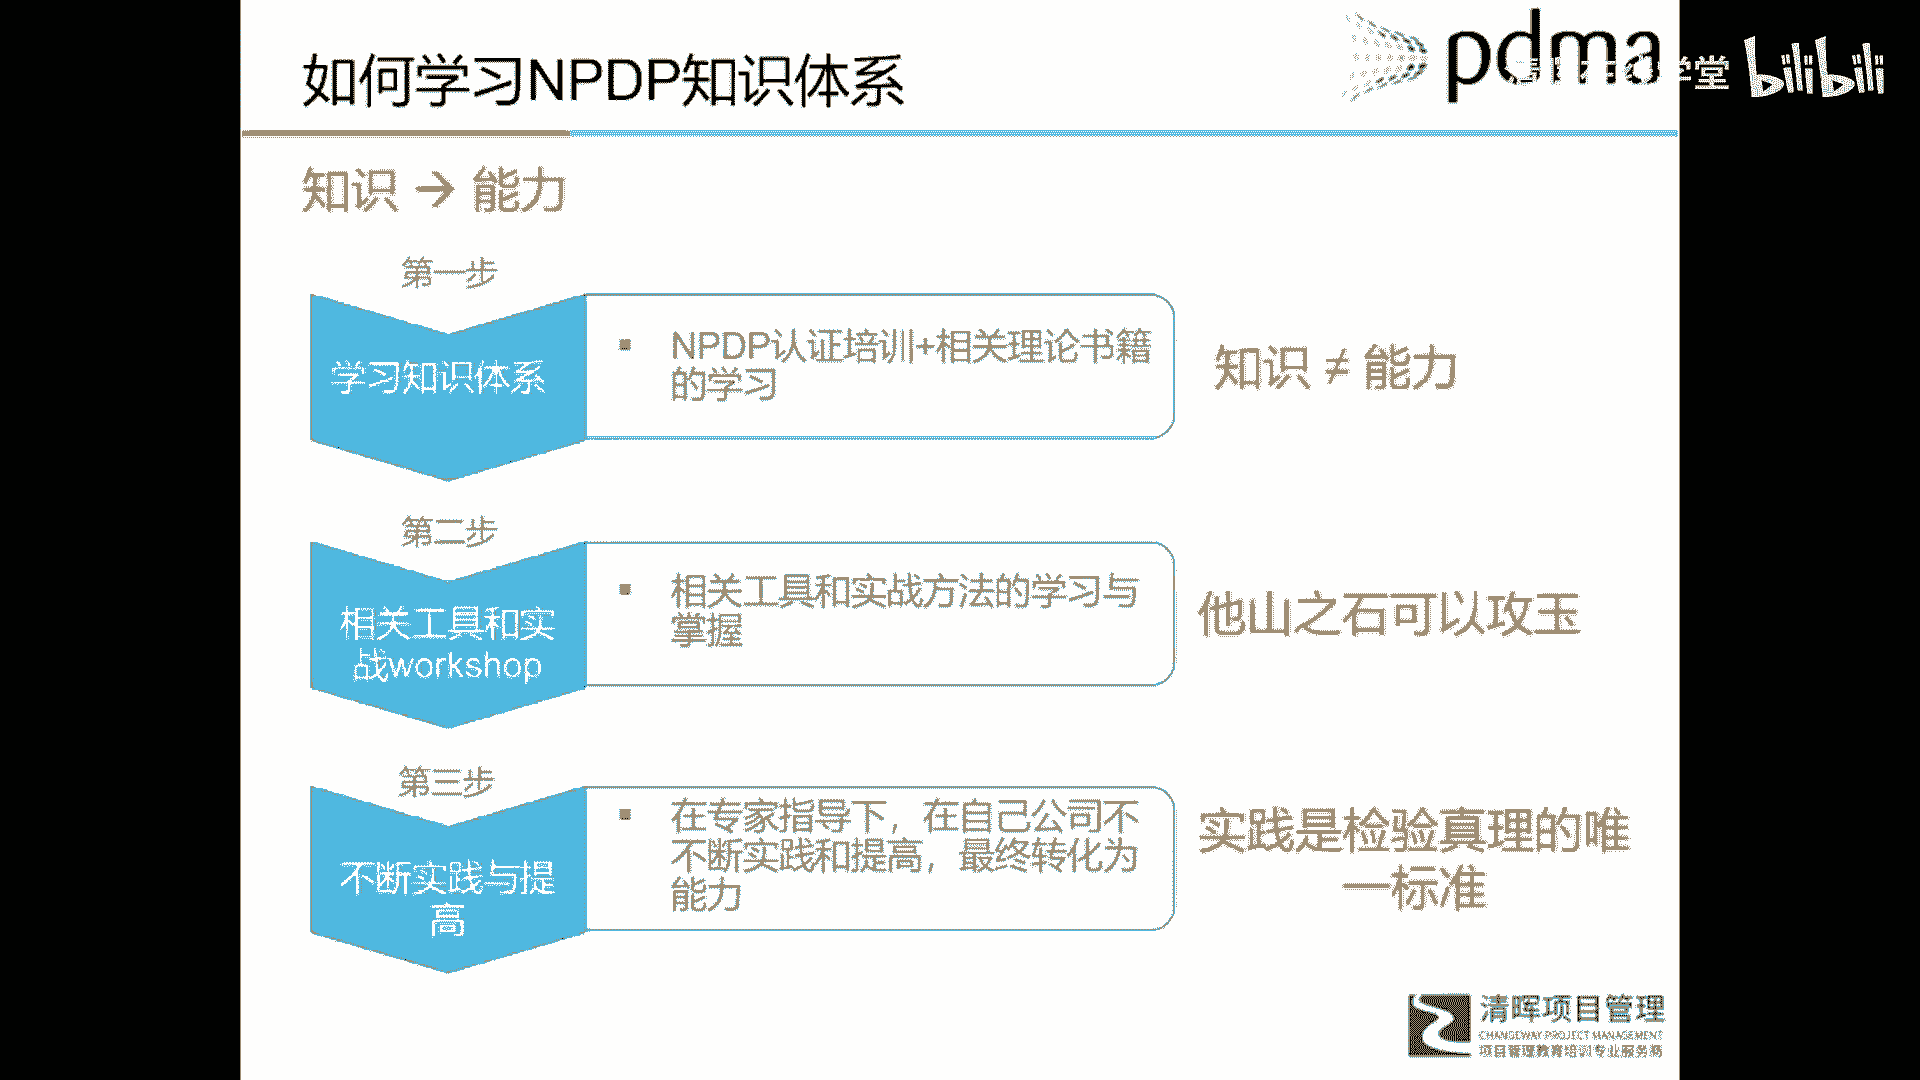 如何学习NPDP知识体系
pdma
学堂
bilibili
知识 → 能力
第一步
学习知识体系
▪ NPDP认证培训+相关理论书籍
的学习
知识 ≠ 能力
第二步
相关工具和实
战workshop
▪ 相关工具和实战方法的学习与
掌握
他山之石可以攻玉
第三步
不断实践与提
高
▪ 在专家指导下，在自己公司不
不断实践和提高，最终转化为
能力
实践是检验真理的唯
一标准
清晖项目管理
CHANGEWAY PROJECT MANAGEMENT
项目管理教育培训专业服务商